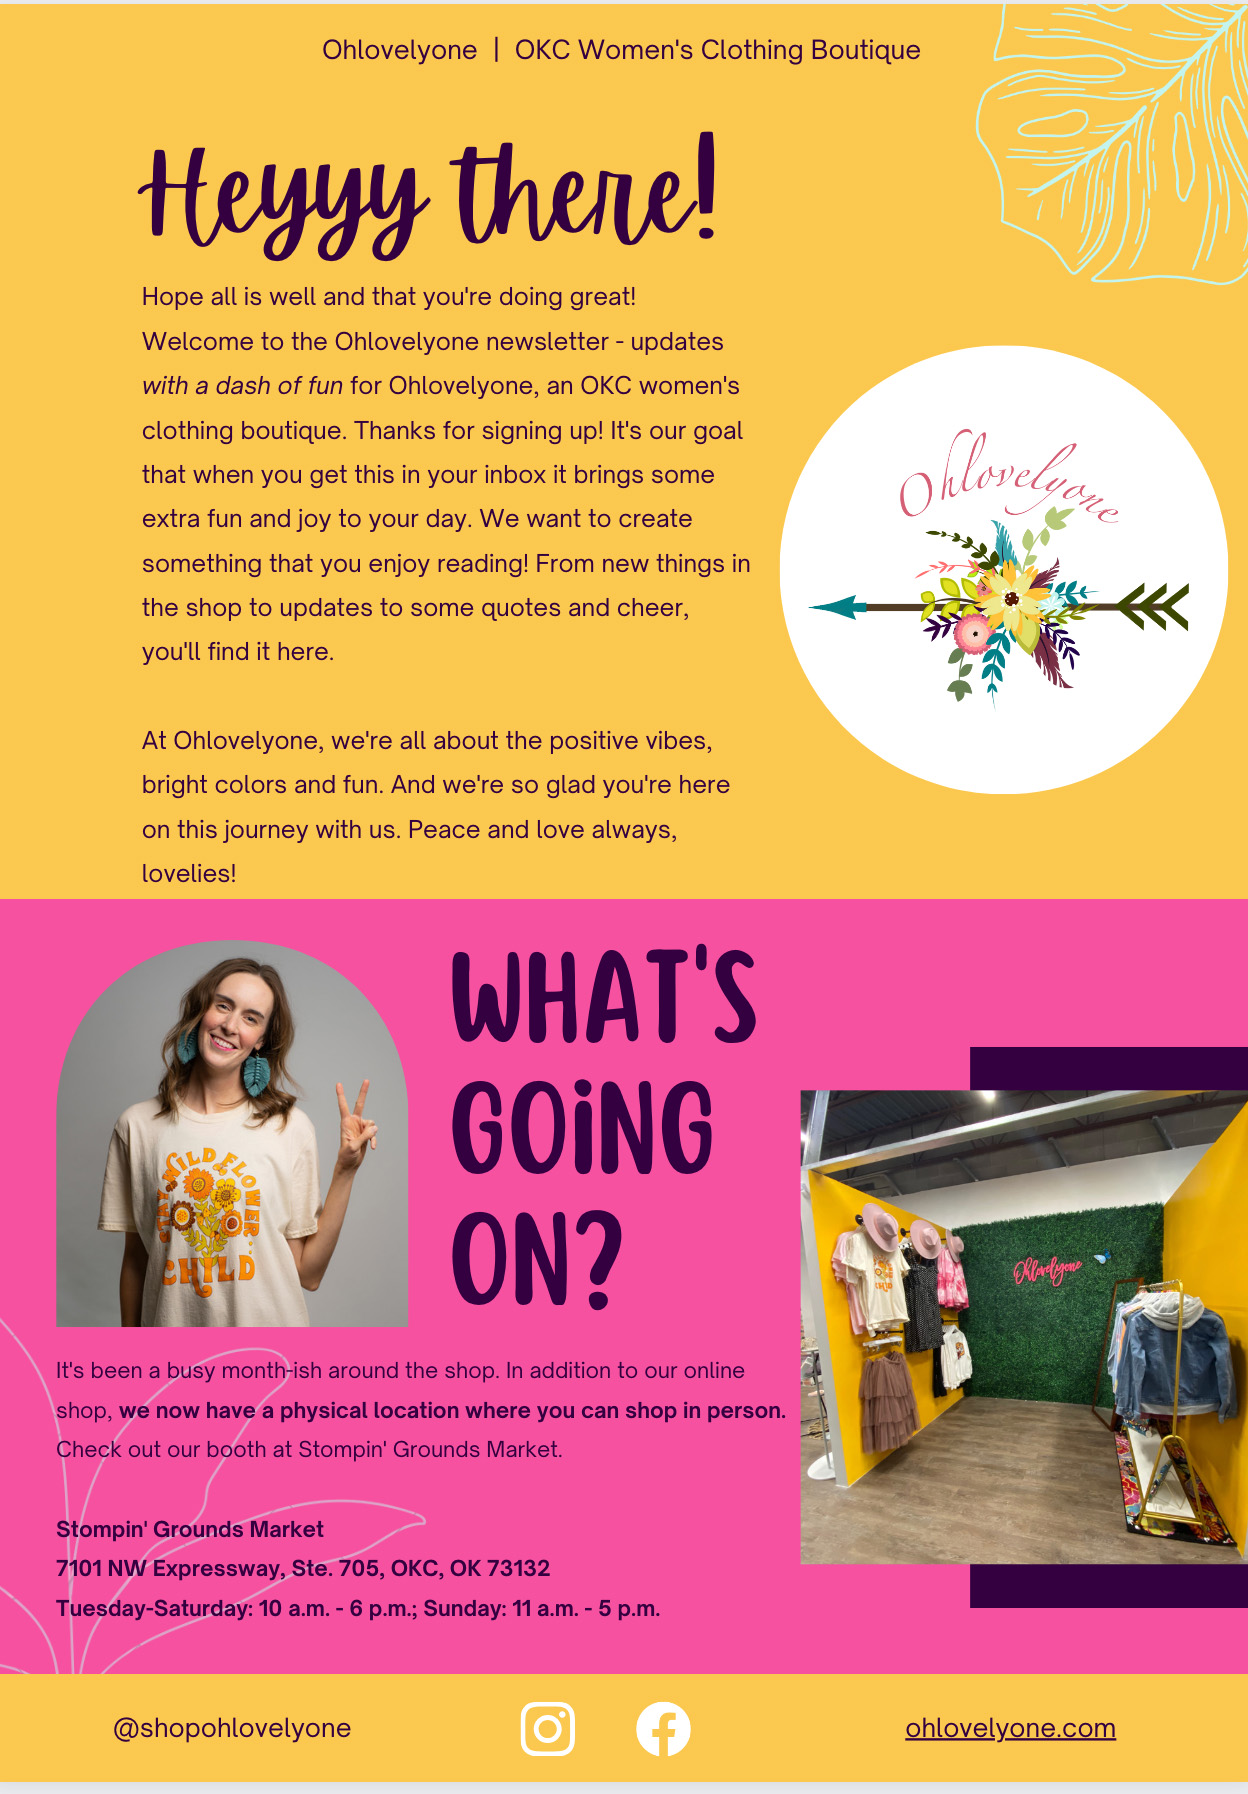 Ohlovelyone | OKC Women's Clothing Boutique
Heyyy there!
Hope all is well and that you're doing great!
Welcome to the Ohlovelyone newsletter - updates
with a dash of fun for Ohlovelyone, an OKC women's
clothing boutique. Thanks for signing up! It's our goal
that when you get this in your inbox it brings some
extra fun and joy to your day. We want to create
something that you enjoy reading! From new things in
the shop to updates to some quotes and cheer,
you'll find it here.
At Ohlovelyone, we're all about the positive vibes,
bright colors and fun. And we're so glad you're here
on this journey with us. Peace and love always,
lovelies!
Ohlovelyone
WHAT'S
GOING
ON?
STAY WILD FLOWER
CHILD
Ohlovelyone
It's been a busy month-ish around the shop. In addition to our online
shop, we now have a physical location where you can shop in person.
Check out our booth at Stompin' Grounds Market.
Stompin' Grounds Market
7101 NW Expressway, Ste. 705, OKC, OK 73132
Tuesday-Saturday: 10 a.m. - 6 p.m.; Sunday: 11 a.m. - 5 p.m.
@shopohlovelyone
ohlovelyone.com